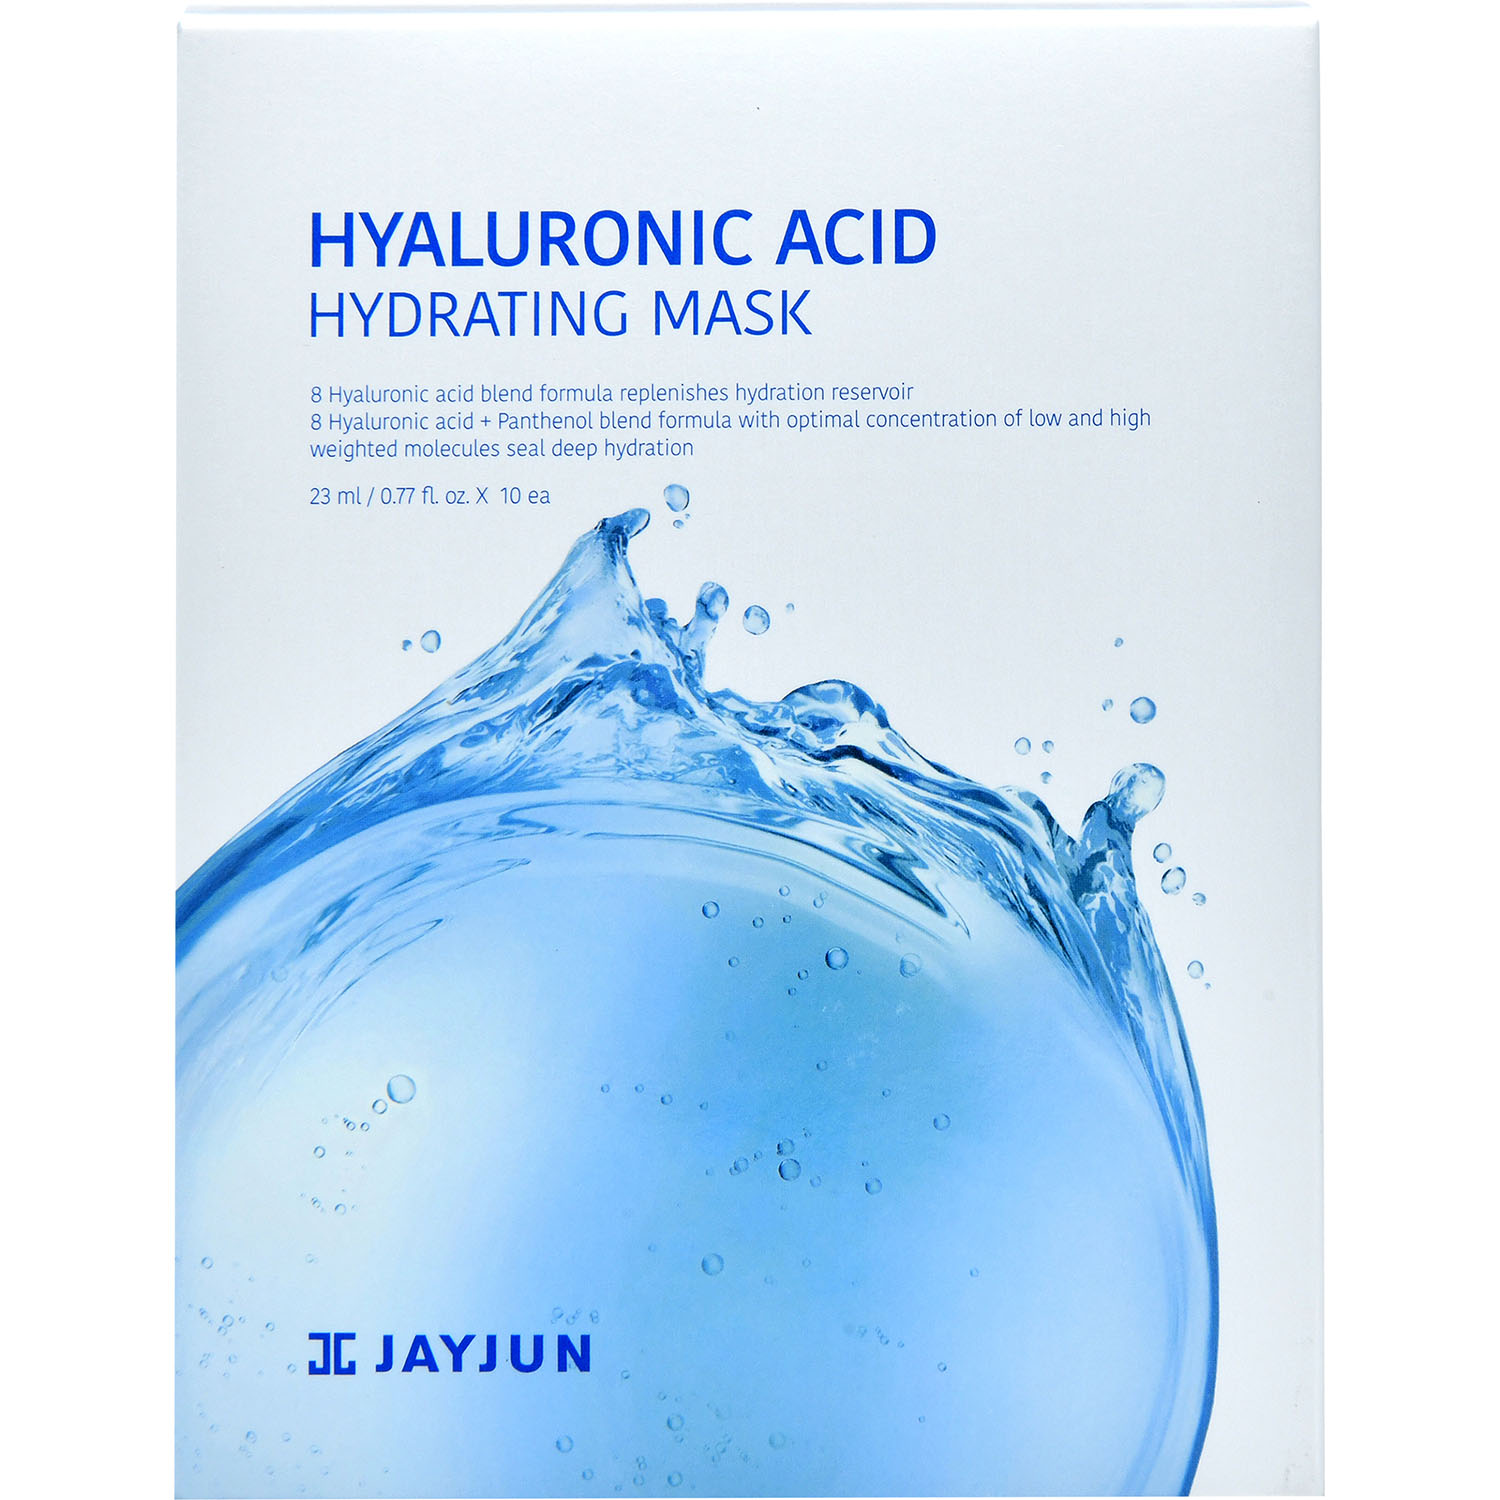 HYALURONIC ACID
HYDRATING MASK
8 Hyaluronic acid blend formula replenishes hydration reservoir
8 Hyaluronic acid + Panthenol blend formula with optimal concentration of low and high
weighted molecules seal deep hydration
23 ml / 0.77 fl. oz. X 10 ea
JAYJUN